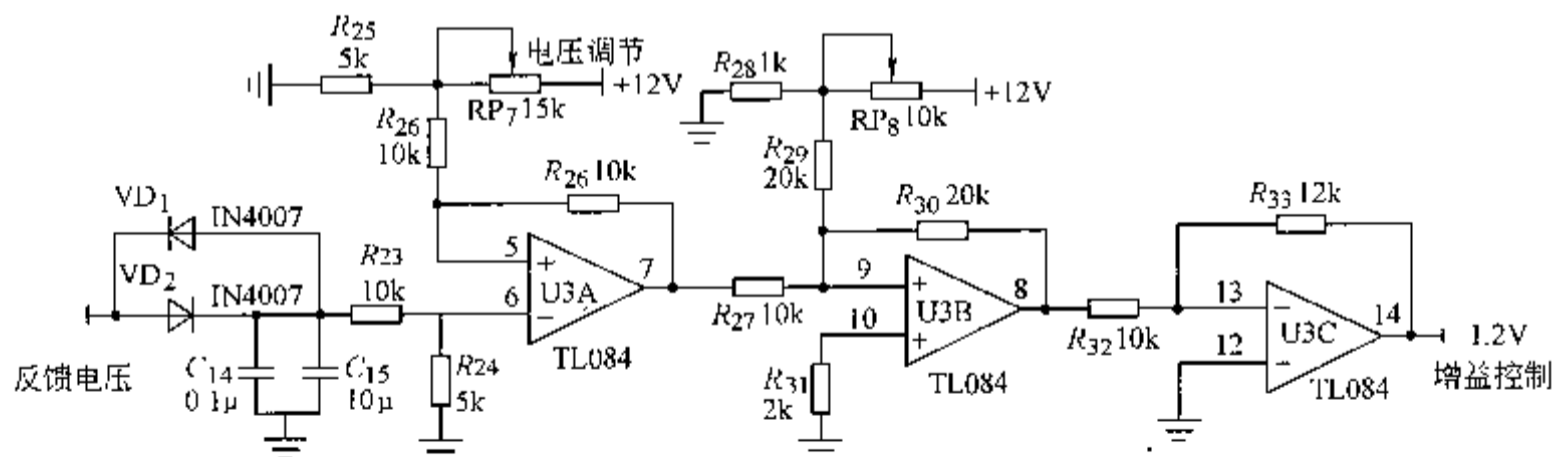 R25
5k
电压调节
+12V
RP7 15k
R26
10k
R26 10k
R28 1k
+12V
RP8 10k
R29
20k
R30 20k
R33 12k
VD1
IN4007
VD2
IN4007
R23
10k
5
+
6
−
U3A
7
TL084
R27 10k
9
+
10
+
U3B
8
TL084
R32 10k
13
−
12
−
U3C
14
TL084
1.2V
增益控制
反馈电压
C14
0.1μ
C15
10μ
R24
5k
R31
2k